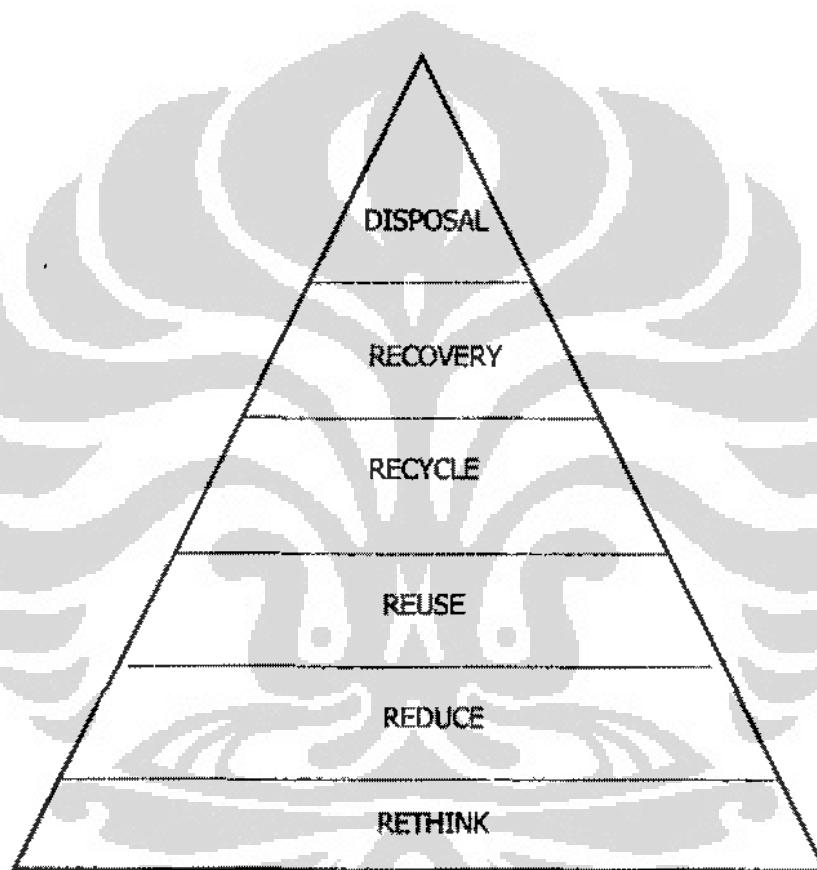 DISPOSAL
RECOVERY
RECYCLE
REUSE
REDUCE
RETHINK